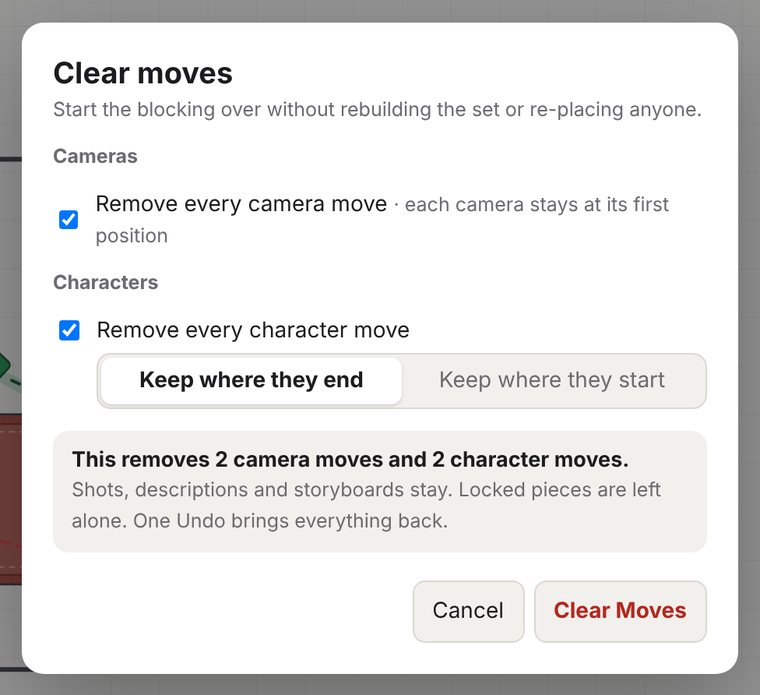 Clear moves
Start the blocking over without rebuilding the set or re-placing anyone.
Cameras
Remove every camera move · each camera stays at its first
position
Characters
Remove every character move
Keep where they end Keep where they start
This removes 2 camera moves and 2 character moves.
Shots, descriptions and storyboards stay. Locked pieces are left
alone. One Undo brings everything back.
Cancel Clear Moves